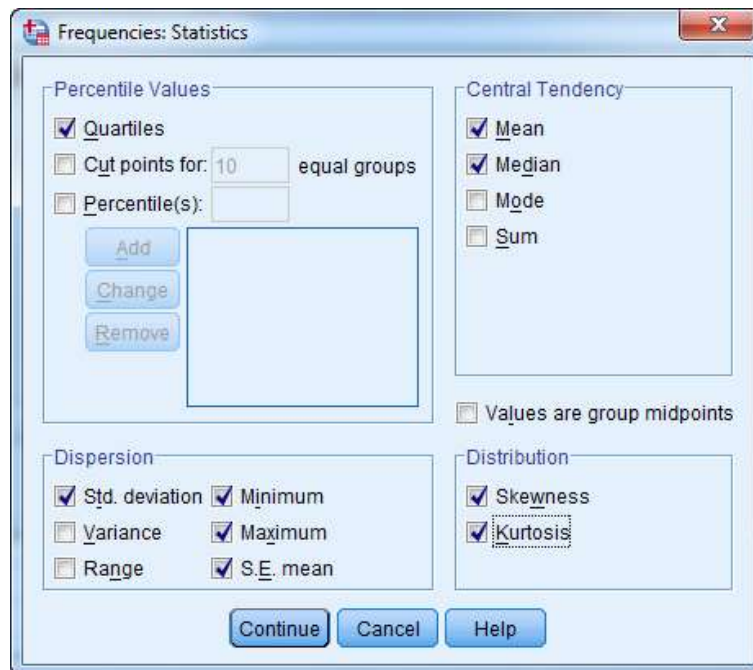 Frequencies: Statistics
Percentile Values
Quartiles
Cut points for: 10 equal groups
Percentile(s):
Add
Change
Remove
Central Tendency
Mean
Median
Mode
Sum
Values are group midpoints
Dispersion
Std. deviation Minimum
Variance Maximum
Range S.E. mean
Distribution
Skewness
Kurtosis
Continue Cancel Help